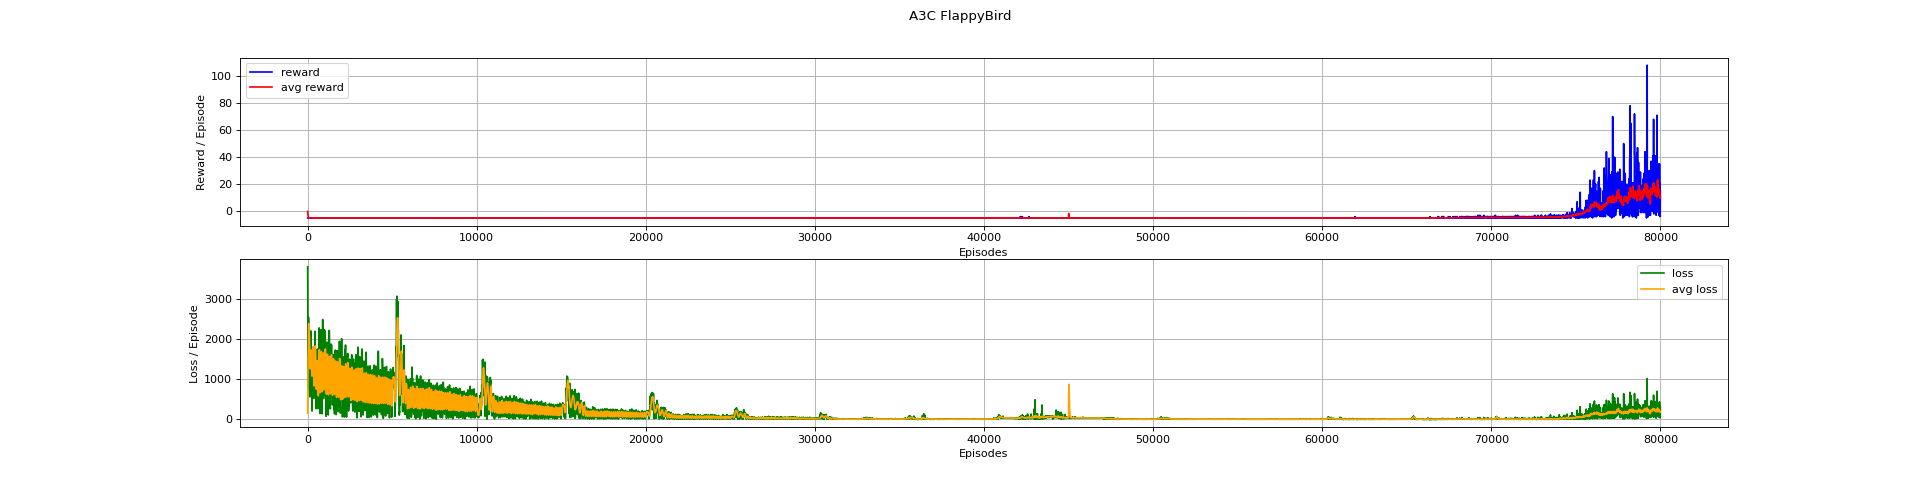 A3C FlappyBird
reward
avg reward
Reward / Episode
100
80
60
40
20
0
0 10000 20000 30000 40000 50000 60000 70000 80000
Episodes
loss
avg loss
Loss / Episode
3000
2000
1000
0
0 10000 20000 30000 40000 50000 60000 70000 80000
Episodes